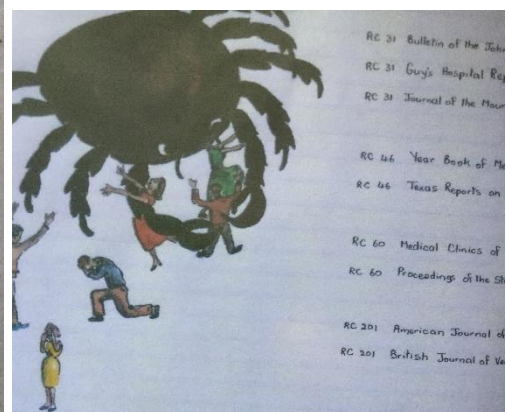 RC 31 Bulletin of the
RC 31 Guy's Hospital
RC 31 Journal of the
RC 46 Year Book of
RC 46 Texas Reports on
RC 60 Medical Clinics of
RC 60 Proceedings of the
RC 201 American Journal of
RC 201 British Journal of